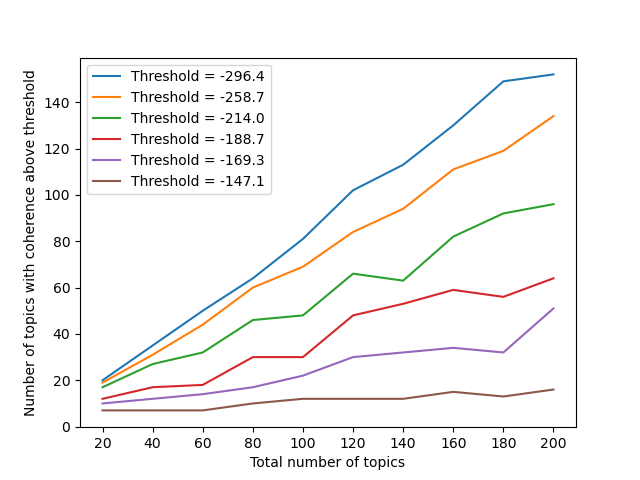 Threshold = -296.4
Threshold = -258.7
Threshold = -214.0
Threshold = -188.7
Threshold = -169.3
Threshold = -147.1
Number of topics with coherence above threshold
140
120
100
80
60
40
20
0
20 40 60 80 100 120 140 160 180 200
Total number of topics